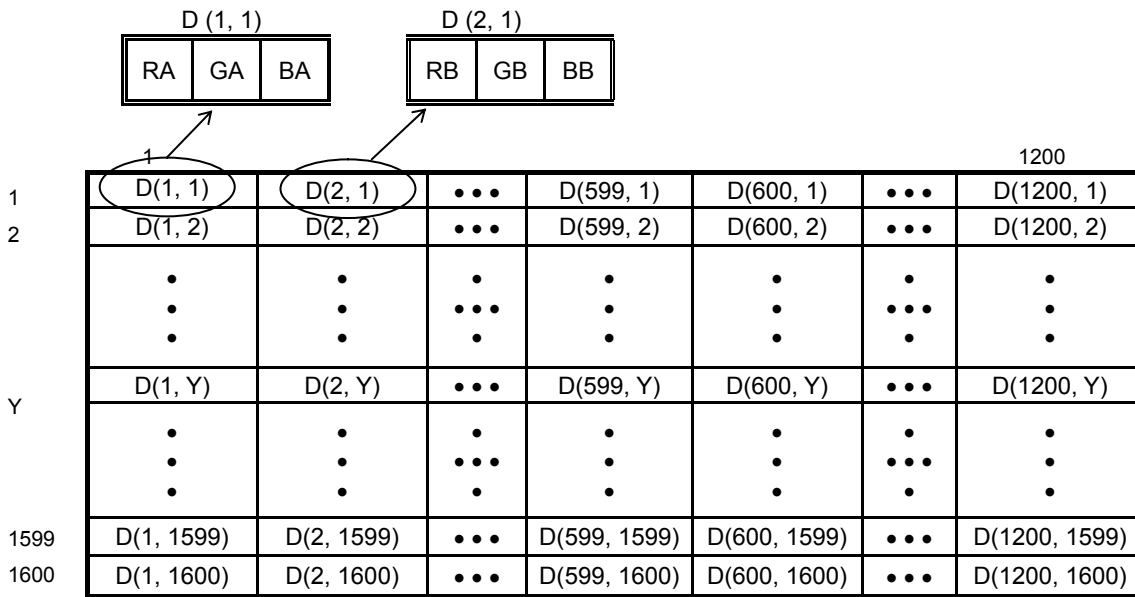 D (1, 1) D (2, 1)
RA GA BA RB GB BB
1 1200
1 D(1, 1) D(2, 1) ••• D(599, 1) D(600, 1) ••• D(1200, 1)
2 D(1, 2) D(2, 2) ••• D(599, 2) D(600, 2) ••• D(1200, 2)
Y D(1, Y) D(2, Y) ••• D(599, Y) D(600, Y) ••• D(1200, Y)
1599 D(1, 1599) D(2, 1599) ••• D(599, 1599) D(600, 1599) ••• D(1200, 1599)
1600 D(1, 1600) D(2, 1600) ••• D(599, 1600) D(600, 1600) ••• D(1200, 1600)